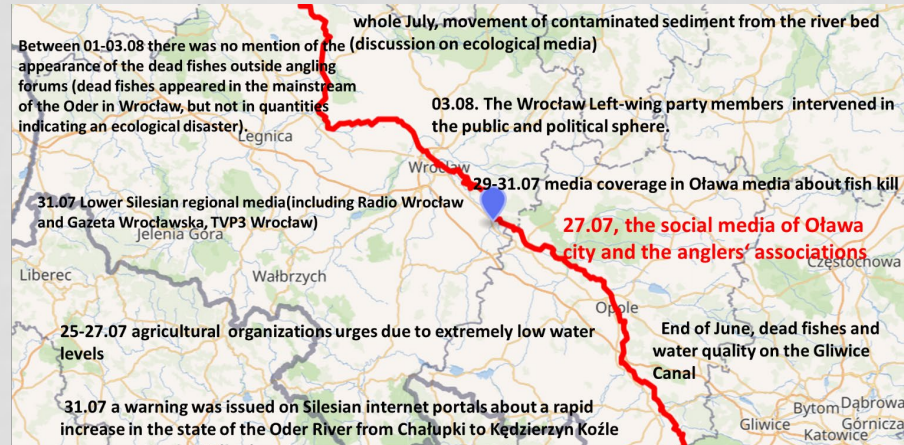 whole July, movement of contaminated sediment from the river bed
(discussion on ecological media)
Between 01-03.08 there was no mention of the
appearance of the dead fishes outside angling
forums (dead fishes appeared in the mainstream
of the Oder in Wrocław, but not in quantities
indicating an ecological disaster).
03.08. The Wrocław Left-wing party members intervened in
the public and political sphere.
Legnica
Wrocław
29-31.07 media coverage in Oława media about fish kill
31.07 Lower Silesian regional media(including Radio Wrocław
and Gazeta Wrocławska, TVP3 Wrocław)
27.07, the social media of Oława
city and the anglers' associations
Jelenia Góra
Częstochowa
Liberec
Wałbrzych
Opole
25-27.07 agricultural organizations urges due to extremely low water
levels
End of June, dead fishes and
water quality on the Gliwice
Canal
31.07 a warning was issued on Silesian internet portals about a rapid
increase in the state of the Oder River from Chałupki to Kędzierzyn Koźle
Bytom
Dąbrowa
Górnicza
Gliwice
Katowice